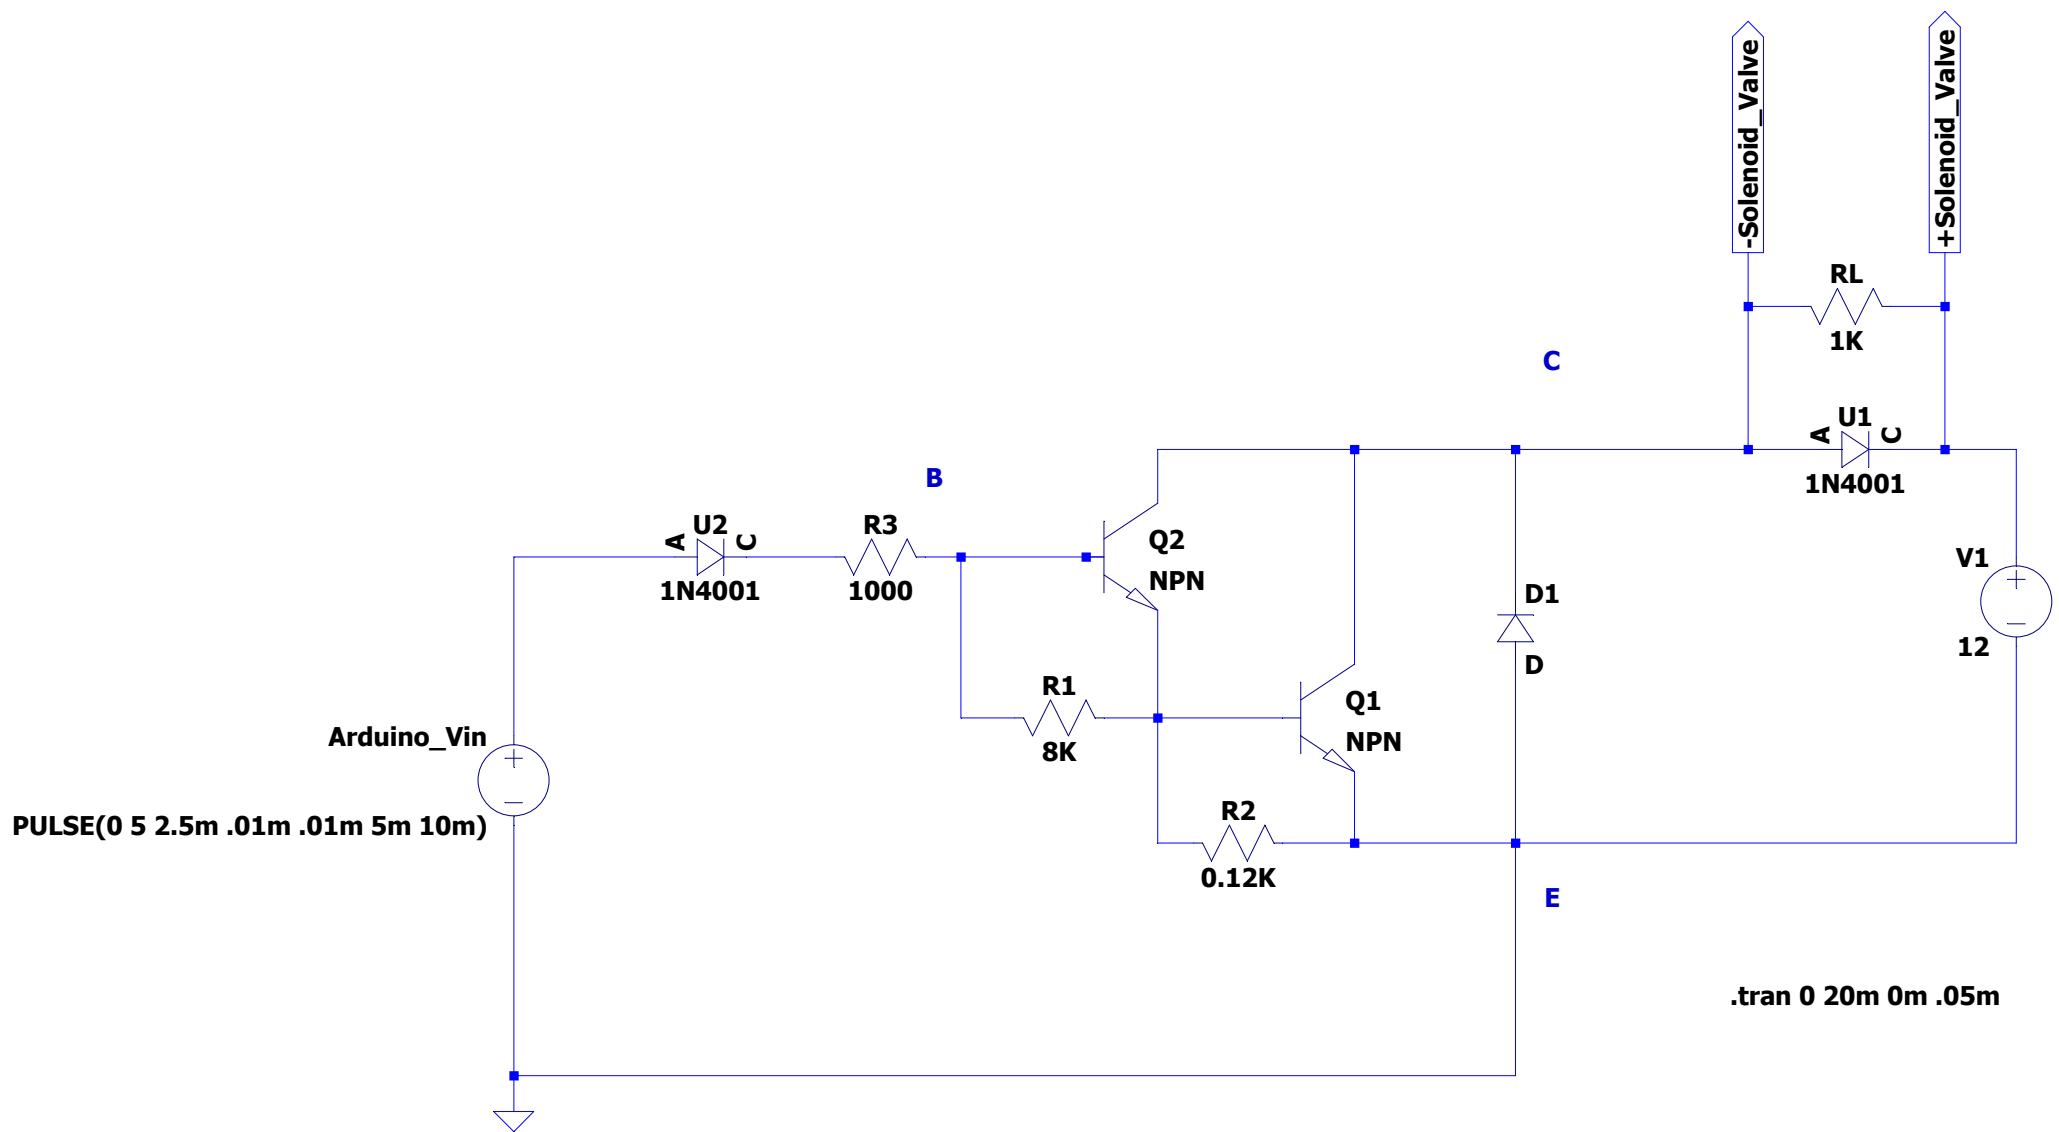 -Solenoid_Valve
+Solenoid_Valve
RL
1K
C
U1
A
C
1N4001
B
U2
A
C
1N4001
R3
1000
Q2
NPN
V1
12
D1
D
R1
8K
Q1
NPN
Arduino_Vin
PULSE(0 5 2.5m .01m .01m 5m 10m)
R2
0.12K
E
.tran 0 20m 0m .05m